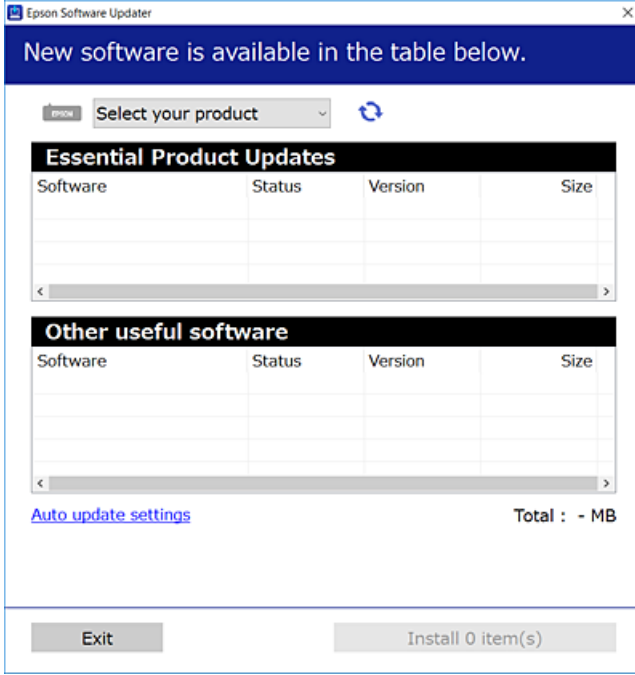 Epson Software Updater
New software is available in the table below.
EPSON Select your product
Essential Product Updates
Software Status Version Size
Other useful software
Software Status Version Size
Auto update settings Total : - MB
Exit Install 0 item(s)